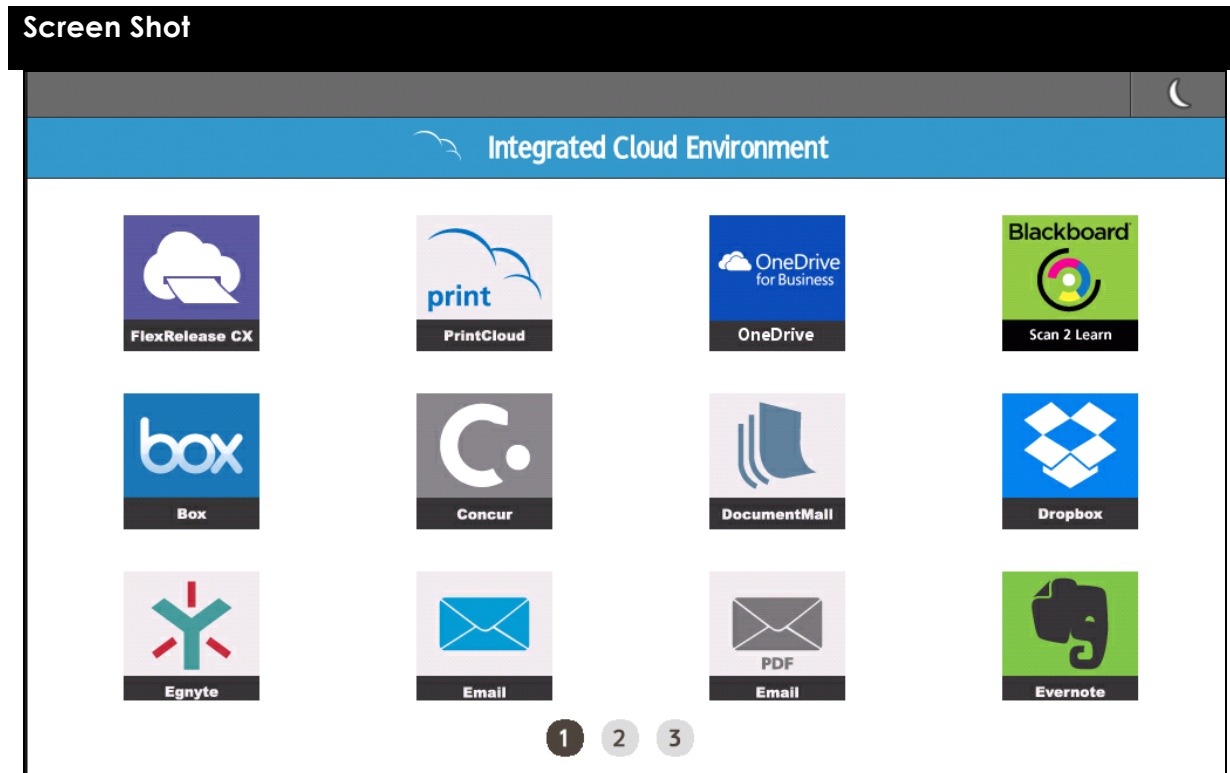 Screen Shot
Integrated Cloud Environment
FlexRelease CX
print
PrintCloud
OneDrive
for Business
OneDrive
Blackboard
Scan 2 Learn
box
Box
Concur
DocumentMall
Dropbox
Egnyte
Email
PDF
Email
Evernote
1 2 3